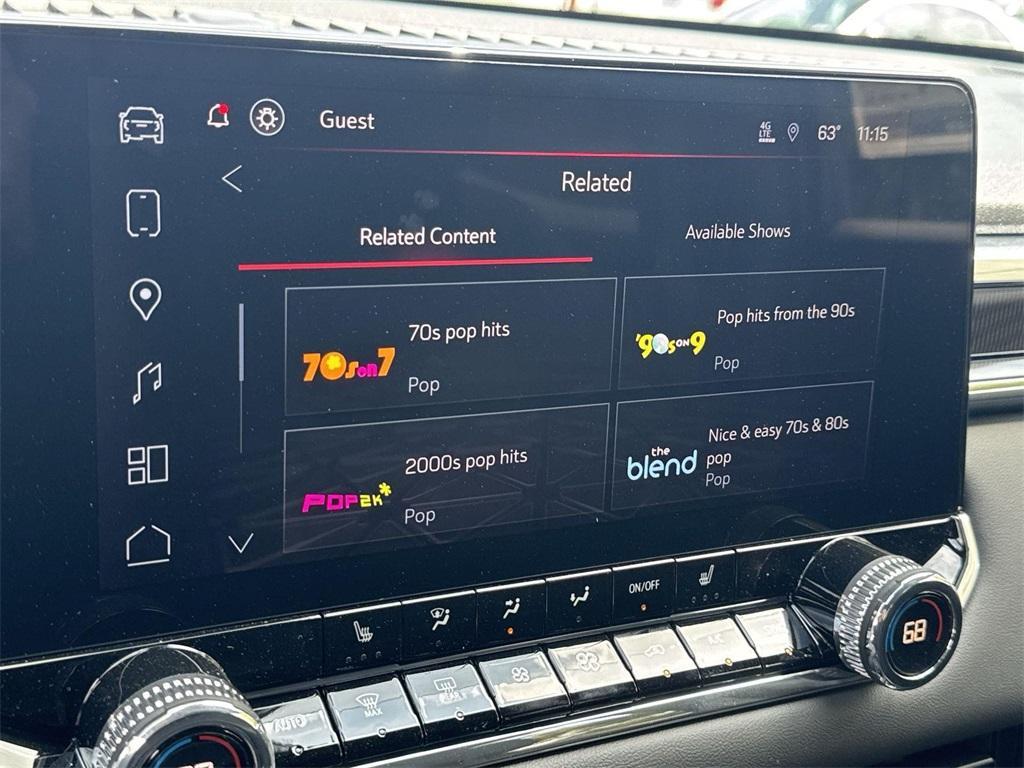 Guest
4G
LTE
63° 11:15
Related
Related Content
Available Shows
70s pop hits
70s on 7
Pop
Pop hits from the 90s
'90s ON 9
Pop
2000s pop hits
POP2K*
Pop
Nice & easy 70s & 80s
pop
the
blend
Pop
ON/OFF
AUTO
MAX
REAR
A/C
68